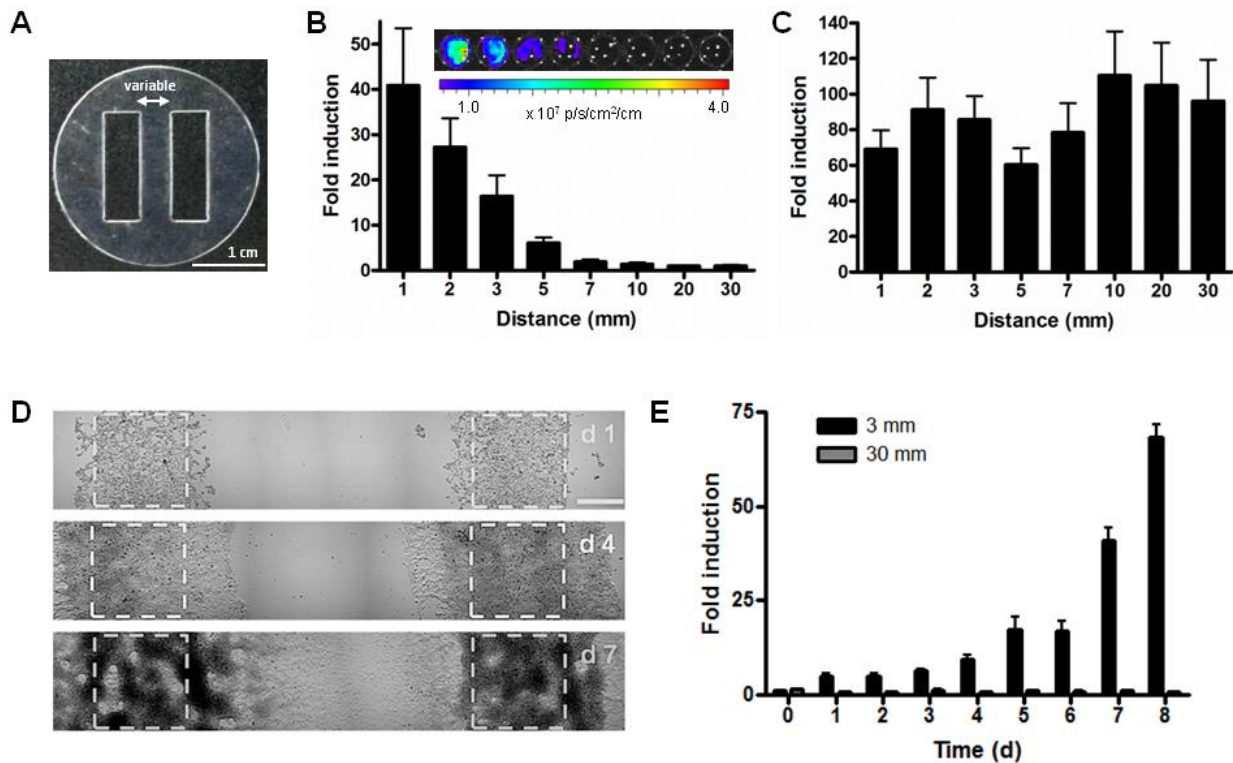 A
variable
1 cm
B
Fold induction
50
40
30
20
10
0
1.0
x 10⁷ p/s/cm²/cm
4.0
1 2 3 5 7 10 20 30
Distance (mm)
C
Fold induction
140
120
100
80
60
40
20
0
1 2 3 5 7 10 20 30
Distance (mm)
D
d 1
d 4
d 7
E
Fold induction
75
50
25
0
3 mm
30 mm
0 1 2 3 4 5 6 7 8
Time (d)